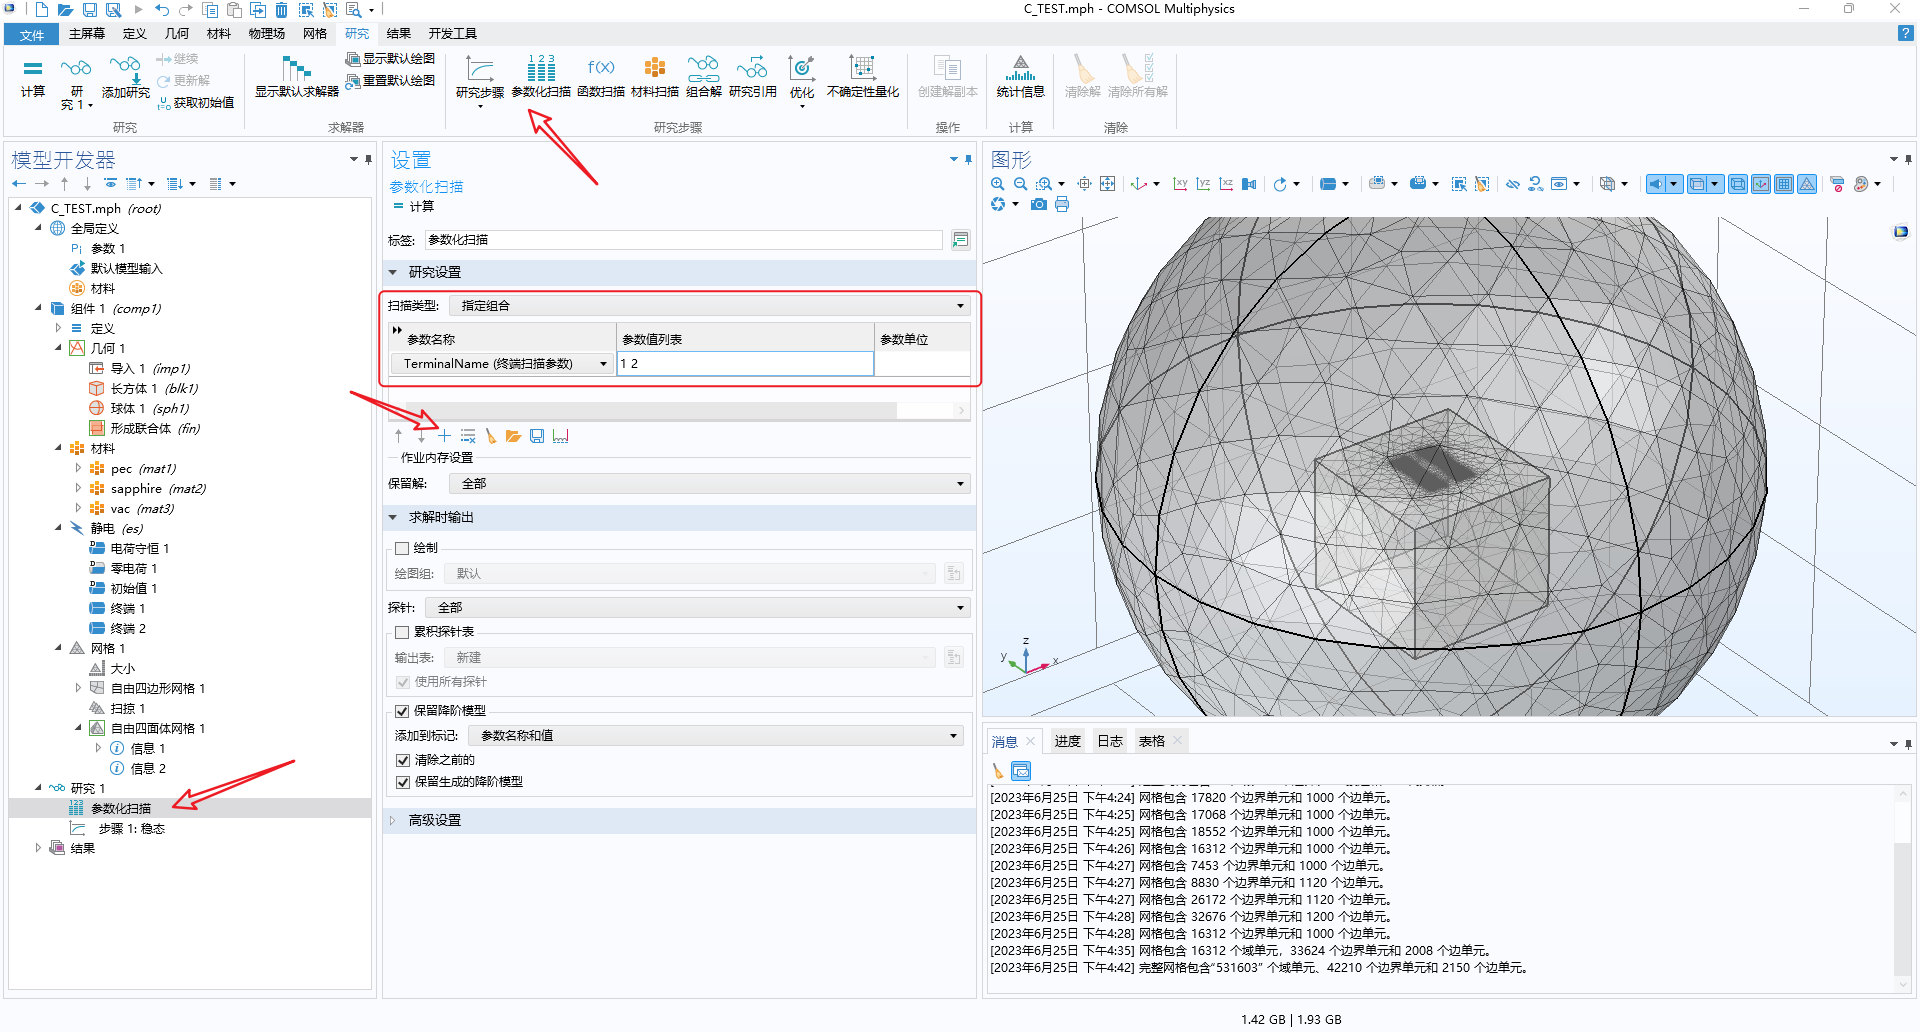 C_TEST.mph - COMSOL Multiphysics
文件 主屏幕 定义 几何 材料 物理场 网格 研究 结果 开发工具
计算
研究 1
添加研究
继续
更新解
t=0 获取初始值
研究
显示默认求解器
显示默认绘图
重置默认绘图
求解器
研究步骤
参数化扫描
f(X)
函数扫描
材料扫描
组合解
研究引用
优化
不确定性量化
研究步骤
创建解副本
操作
统计信息
计算
清除解
清除所有解
清除
模型开发器
C_TEST.mph (root)
全局定义
Pi 参数 1
默认模型输入
材料
组件 1 (comp1)
定义
几何 1
导入 1 (imp1)
长方体 1 (blk1)
球体 1 (sph1)
形成联合体 (fin)
材料
pec (mat1)
sapphire (mat2)
vac (mat3)
静电 (es)
电荷守恒 1
零电荷 1
初始值 1
终端 1
终端 2
网格 1
大小
自由四边形网格 1
扫掠 1
自由四面体网格 1
信息 1
信息 2
研究 1
参数化扫描
步骤 1: 稳态
结果
设置
参数化扫描
= 计算
标签: 参数化扫描
研究设置
扫描类型: 指定组合
参数名称 参数值列表 参数单位
TerminalName (终端扫描参数) 1 2
作业内存设置
保留解: 全部
求解时输出
绘制
绘图组: 默认
探针: 全部
累积探针表
输出表: 新建
使用所有探针
保留降阶模型
添加到标记: 参数名称和值
清除之前的
保留生成的降阶模型
高级设置
图形
xy yz xz
z
y
x
消息 进度 日志 表格
[2023年6月25日 下午4:24] 网格包含 17820 个边界单元和 1000 个边单元。
[2023年6月25日 下午4:25] 网格包含 17068 个边界单元和 1000 个边单元。
[2023年6月25日 下午4:25] 网格包含 18552 个边界单元和 1000 个边单元。
[2023年6月25日 下午4:26] 网格包含 16312 个边界单元和 1000 个边单元。
[2023年6月25日 下午4:27] 网格包含 7453 个边界单元和 1000 个边单元。
[2023年6月25日 下午4:27] 网格包含 8830 个边界单元和 1120 个边单元。
[2023年6月25日 下午4:27] 网格包含 26172 个边界单元和 1120 个边单元。
[2023年6月25日 下午4:28] 网格包含 32676 个边界单元和 1200 个边单元。
[2023年6月25日 下午4:28] 网格包含 16312 个边界单元和 1000 个边单元。
[2023年6月25日 下午4:35] 网格包含 16312 个域单元，33624 个边界单元和 2008 个边单元。
[2023年6月25日 下午4:42] 完整网格包含“531603” 个域单元、42210 个边界单元和 2150 个边单元。
1.42 GB | 1.93 GB